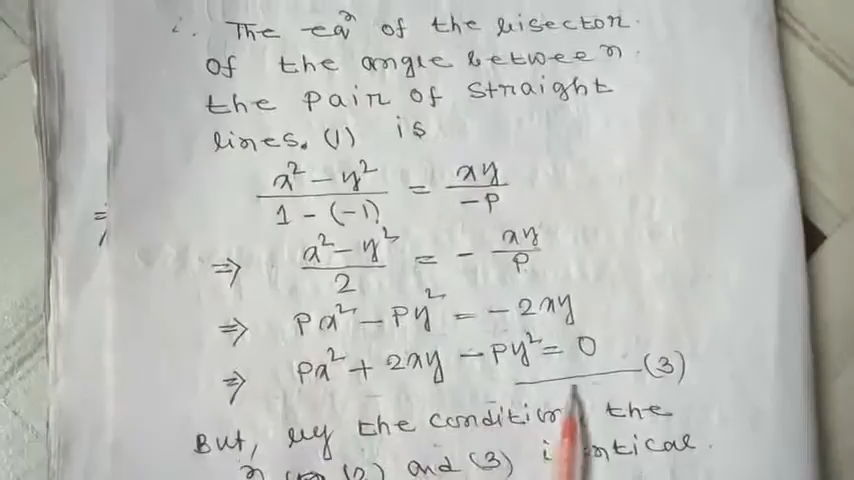 ∴ The eqⁿ of the bisector
of the angle between
the pair of straight
lines. (1) is
x² - y² / 1 - (-1) = xy / -P
⇒ x² - y² / 2 = - xy / P
⇒ Px² - Py² = - 2xy
⇒ Px² + 2xy - Py² = 0 (3)
But, by the condition the
(2) and (3)